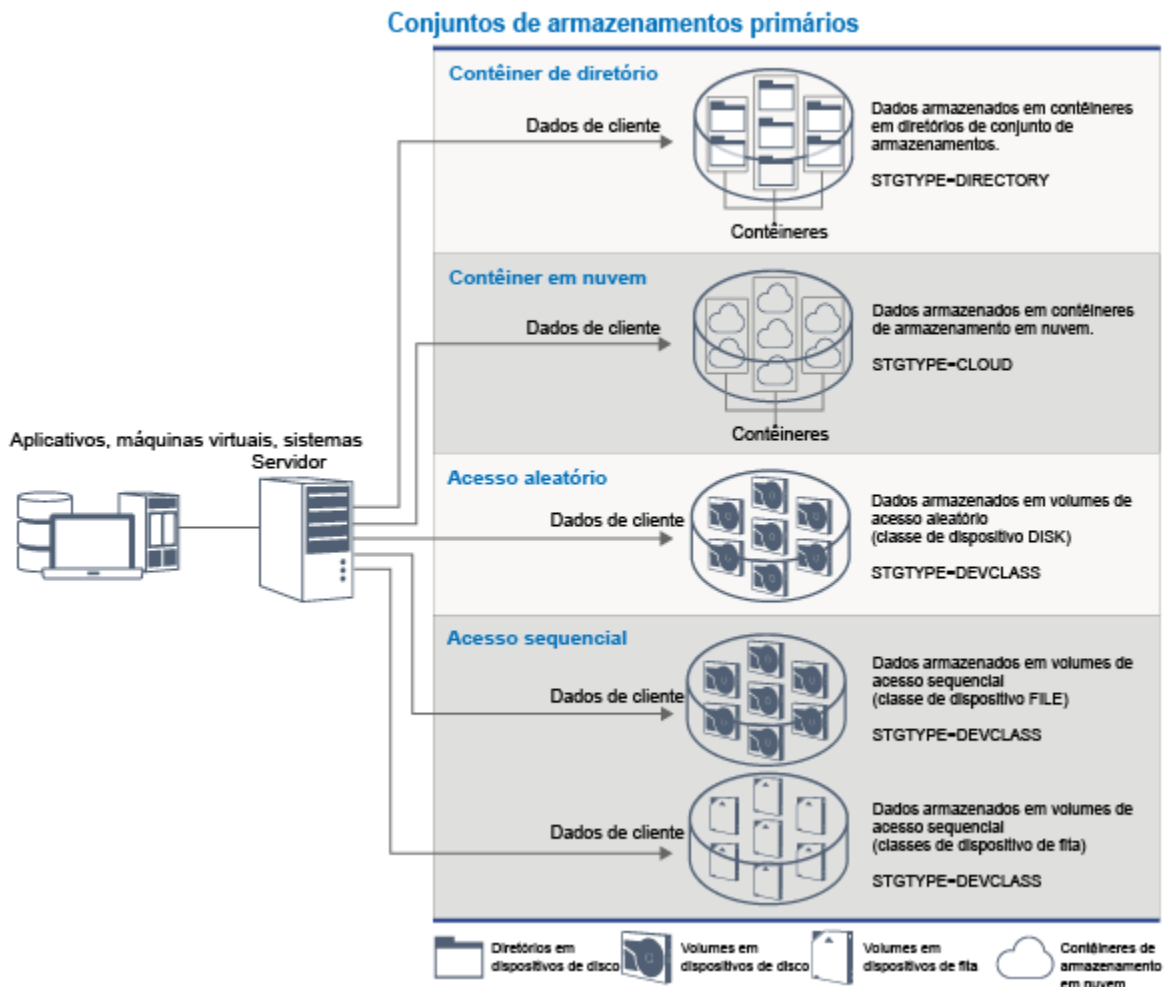 Conjuntos de armazenamentos primários
Contêiner de diretório
Dados de cliente
Dados armazenados em contêineres
em diretórios de conjunto de
armazenamentos.
STGTYPE=DIRECTORY
Contêineres
Contêiner em nuvem
Dados de cliente
Dados armazenados em contêineres
de armazenamento em nuvem.
STGTYPE=CLOUD
Contêineres
Aplicativos, máquinas virtuais, sistemas
Servidor
Acesso aleatório
Dados de cliente
Dados armazenados em volumes de
acesso aleatório
(classe de dispositivo DISK)
STGTYPE=DEVCLASS
Acesso sequencial
Dados de cliente
Dados armazenados em volumes de
acesso sequencial
(classe de dispositivo FILE)
STGTYPE=DEVCLASS
Dados de cliente
Dados armazenados em volumes de
acesso sequencial
(classes de dispositivo de fita)
STGTYPE=DEVCLASS
Diretórios em
dispositivos de disco
Volumes em
dispositivos de disco
Volumes em
dispositivos de fita
Contêineres de
armazenamento
em nuvem